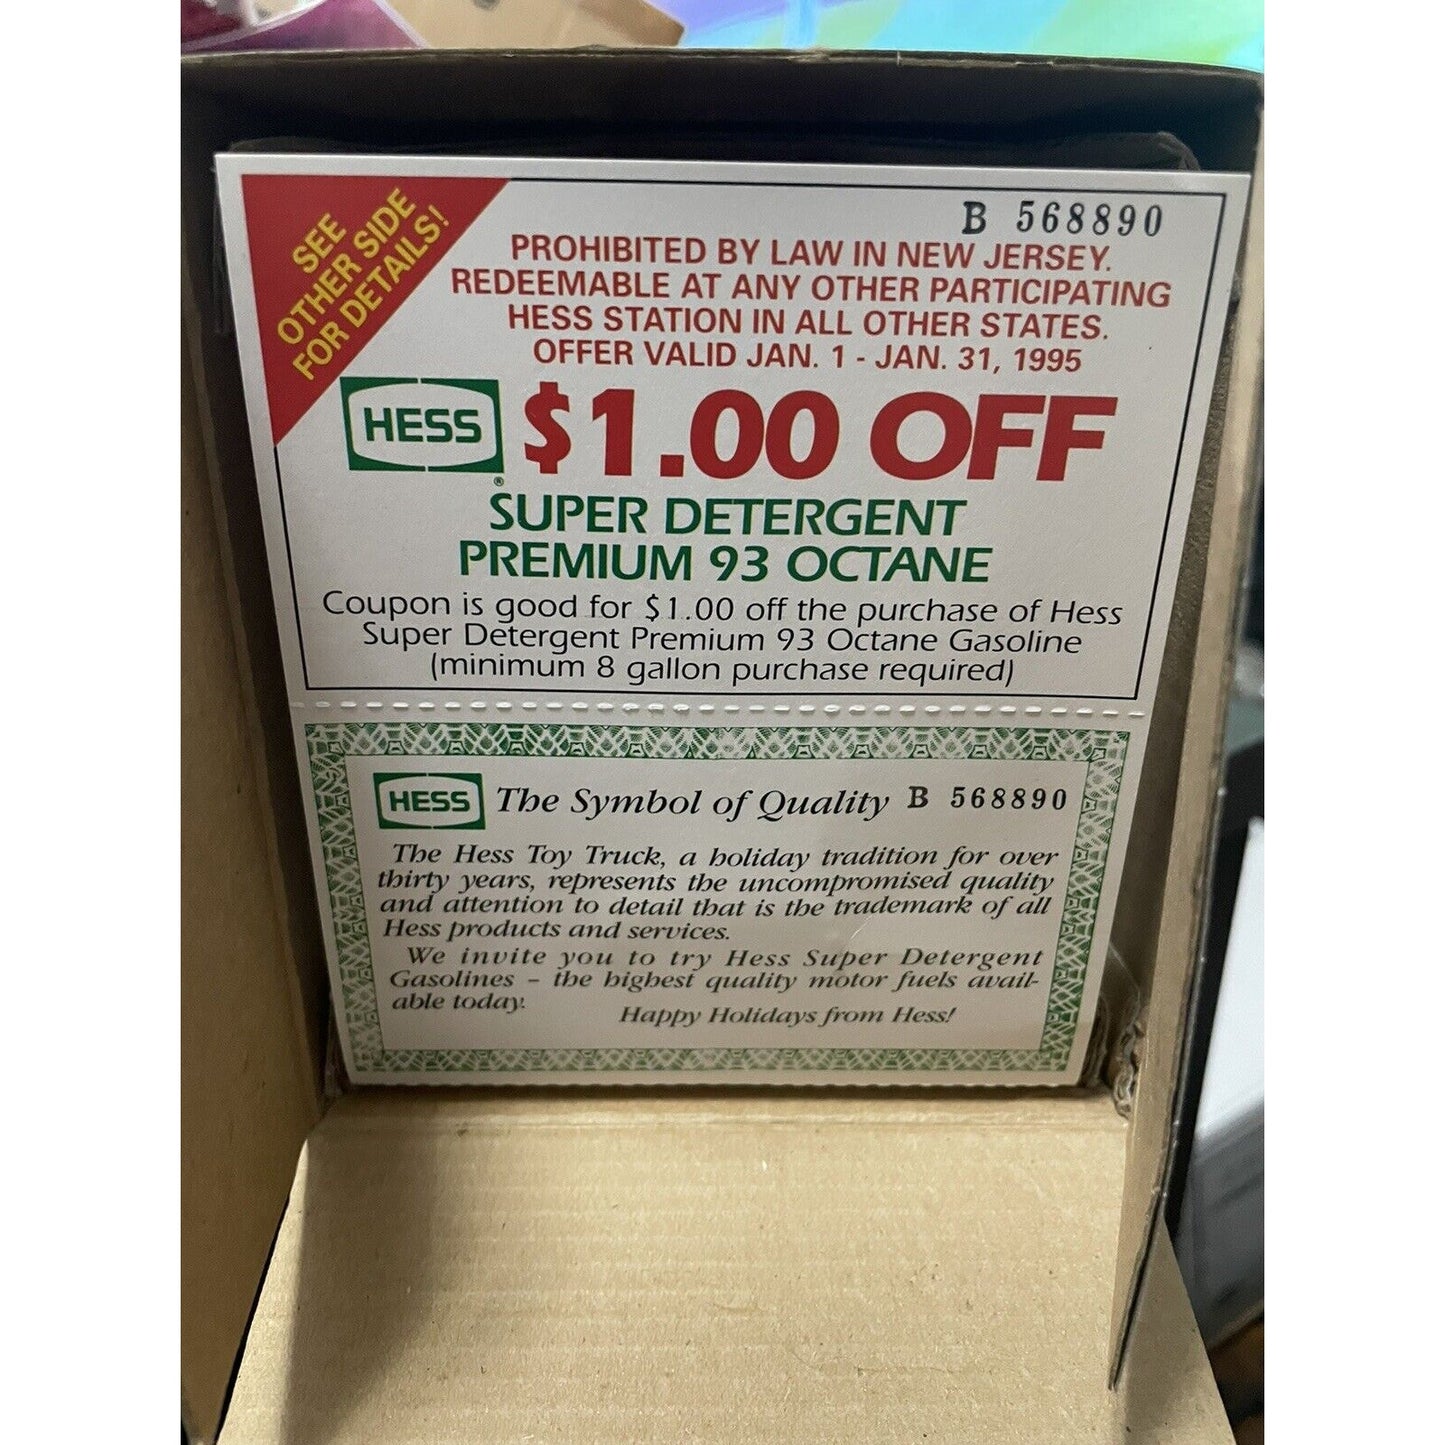 SEE
OTHER SIDE
FOR DETAILS!
B 568890
PROHIBITED BY LAW IN NEW JERSEY.
REDEEMABLE AT ANY OTHER PARTICIPATING
HESS STATION IN ALL OTHER STATES.
OFFER VALID JAN. 1 - JAN. 31, 1995
HESS ®
$1.00 OFF
SUPER DETERGENT
PREMIUM 93 OCTANE
Coupon is good for $1.00 off the purchase of Hess
Super Detergent Premium 93 Octane Gasoline
(minimum 8 gallon purchase required)
HESS The Symbol of Quality B 568890
The Hess Toy Truck, a holiday tradition for over
thirty years, represents the uncompromised quality
and attention to detail that is the trademark of all
Hess products and services.
We invite you to try Hess Super Detergent
Gasolines – the highest quality motor fuels avail-
able today.
Happy Holidays from Hess!